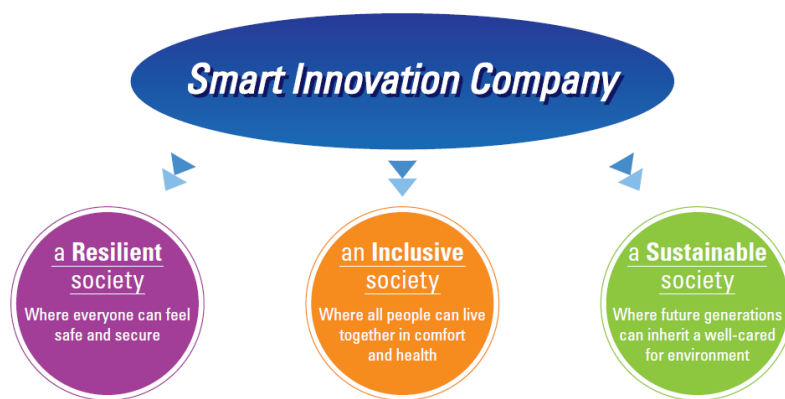 Smart Innovation Company
a Resilient
society
Where everyone can feel
safe and secure
an Inclusive
society
Where all people can live
together in comfort
and health
a Sustainable
society
Where future generations
can inherit a well-cared
for environment